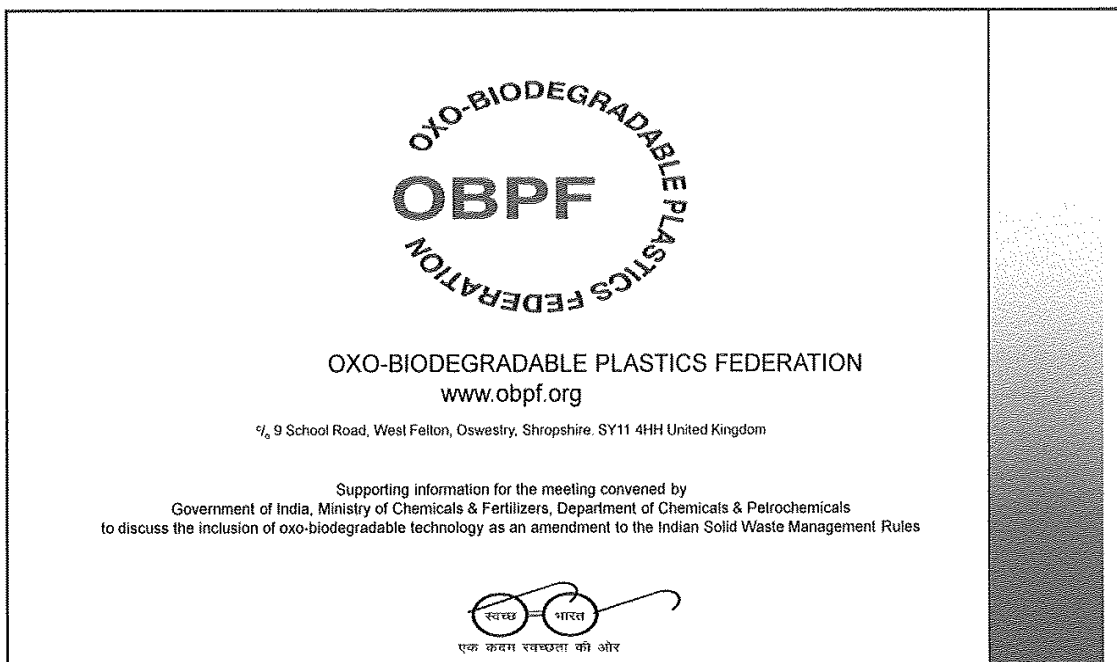 OXO-BIODEGRADABLE PLASTICS FEDERATION
OBPF
OXO-BIODEGRADABLE PLASTICS FEDERATION
www.obpf.org
c/o 9 School Road, West Felton, Oswestry, Shropshire. SY11 4HH United Kingdom
Supporting information for the meeting convened by
Government of India, Ministry of Chemicals & Fertilizers, Department of Chemicals & Petrochemicals
to discuss the inclusion of oxo-biodegradable technology as an amendment to the Indian Solid Waste Management Rules
स्वच्छ भारत
एक कदम स्वच्छता की ओर